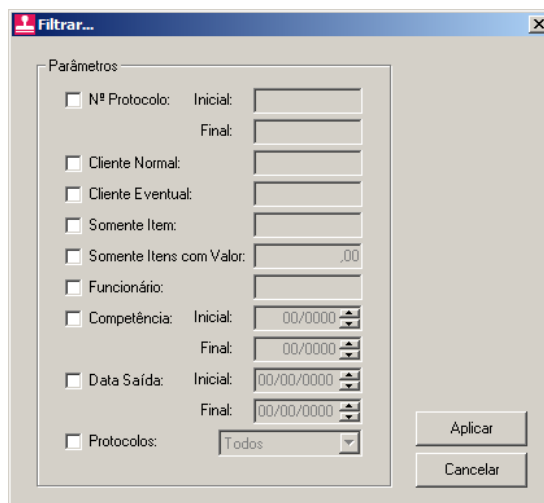 Filtrar...
Parâmetros
Nº Protocolo: Inicial:
Final:
Cliente Normal:
Cliente Eventual:
Somente Item:
Somente Itens com Valor: ,00
Funcionário:
Competência: Inicial: 00/0000
Final: 00/0000
Data Saída: Inicial: 00/00/0000
Final: 00/00/0000
Protocolos: Todos
Aplicar
Cancelar